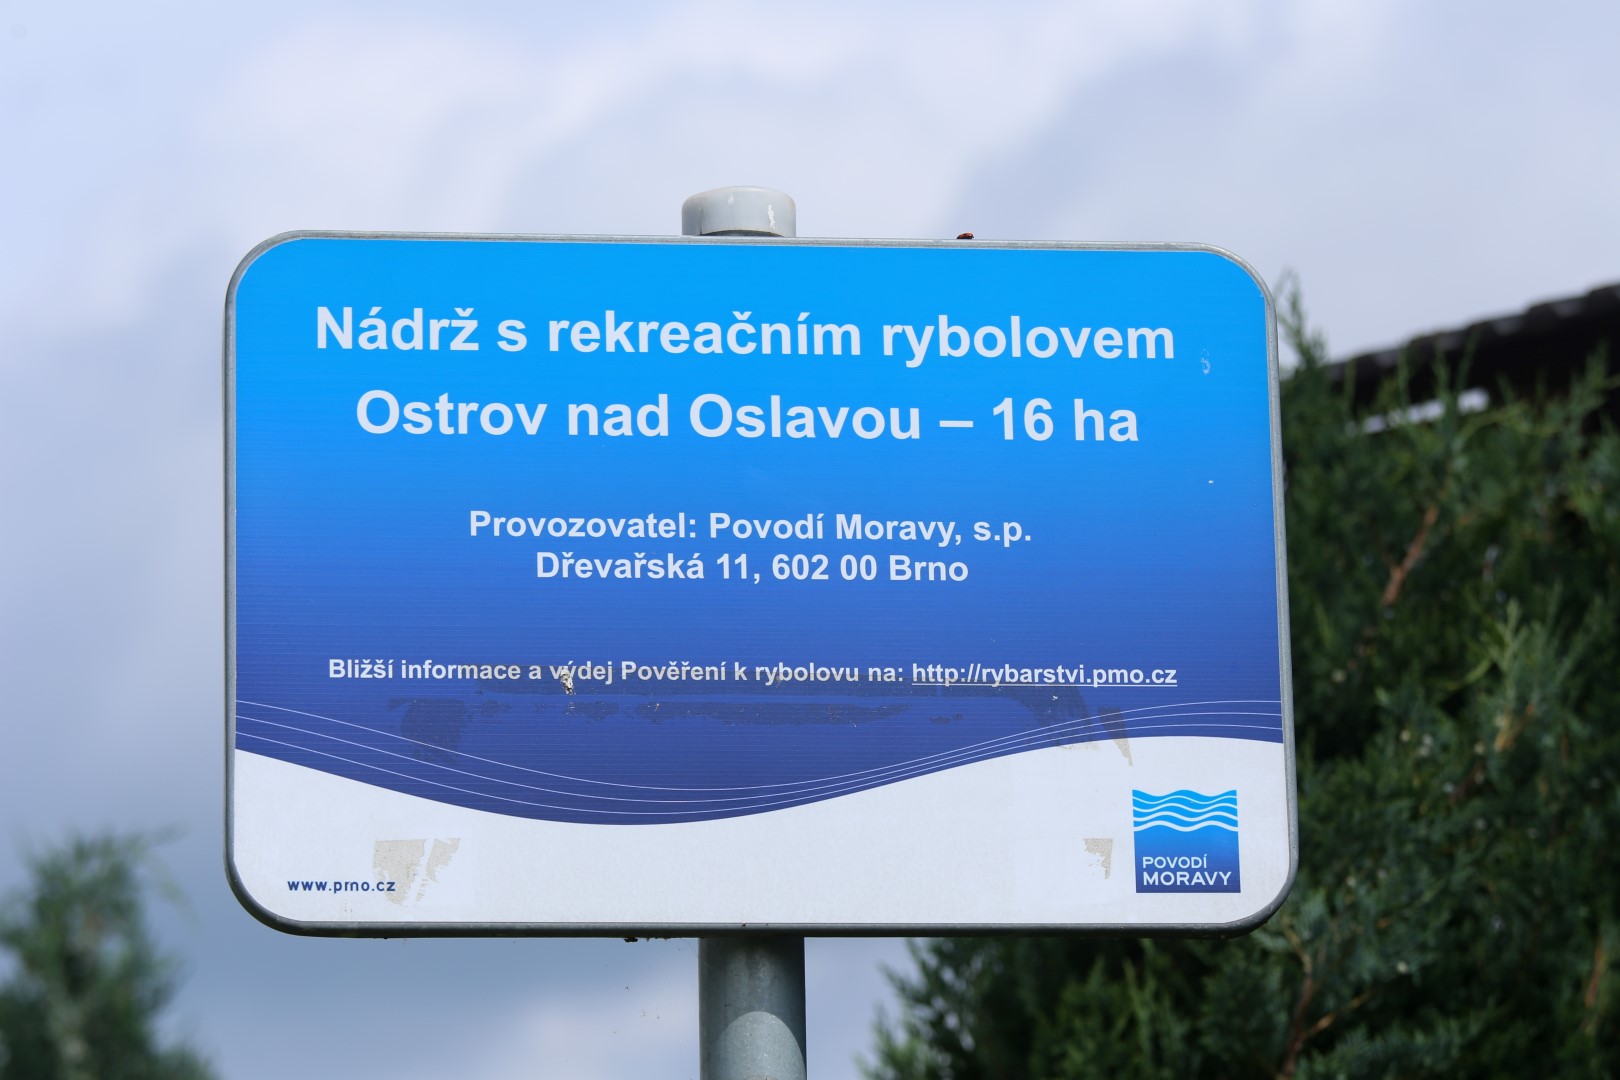 Nádrž s rekreačním rybolovem
Ostrov nad Oslavou – 16 ha
Provozovatel: Povodí Moravy, s.p.
Dřevařská 11, 602 00 Brno
Bližší informace a výdej Pověření k rybolovu na: http://rybarstvi.pmo.cz
www.prno.cz
POVODÍ
MORAVY